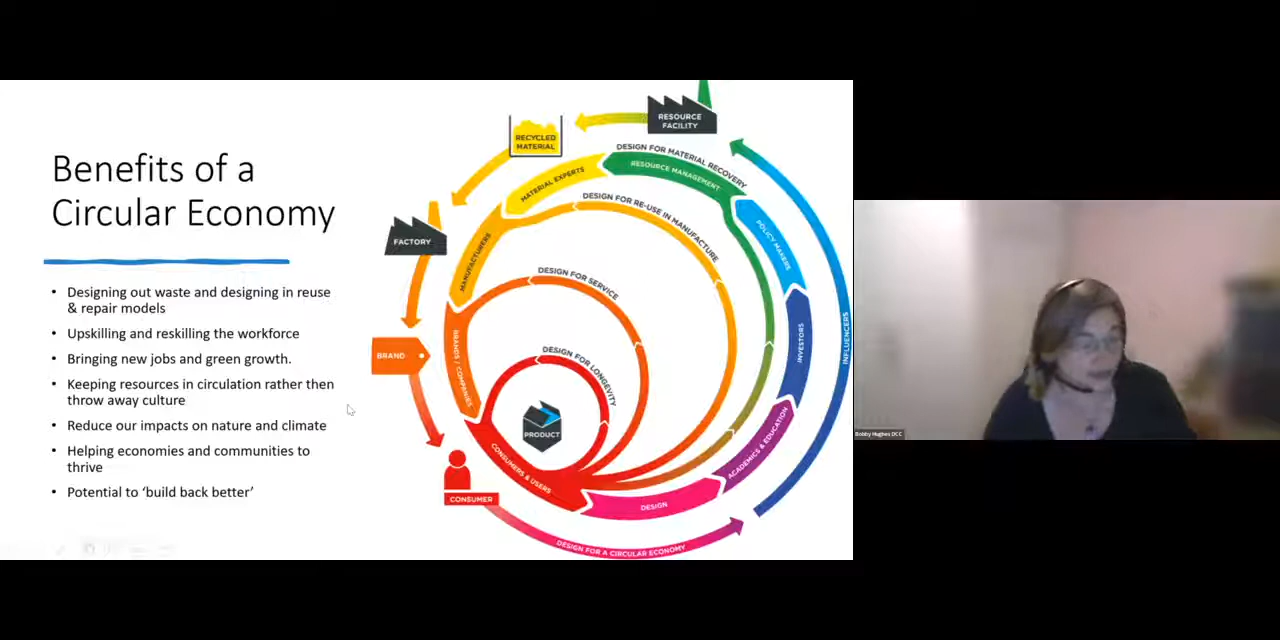 Benefits of a
Circular Economy
• Designing out waste and designing in reuse
& repair models
• Upskilling and reskilling the workforce
• Bringing new jobs and green growth.
• Keeping resources in circulation rather then
throw away culture
• Reduce our impacts on nature and climate
• Helping economies and communities to
thrive
• Potential to ‘build back better’
RESOURCE
FACILITY
RECYCLED
MATERIAL
DESIGN FOR MATERIAL RECOVERY
RESOURCE MANAGEMENT
MATERIAL EXPERTS
DESIGN FOR RE-USE IN MANUFACTURE
POLICY MAKERS
FACTORY
MANUFACTURERS
DESIGN FOR SERVICE
INVESTORS
INFLUENCERS
BRAND
BRANDS / COMPANIES
DESIGN FOR LONGEVITY
PRODUCT
ACADEMICS & EDUCATION
CONSUMERS & USERS
CONSUMER
DESIGN
DESIGN FOR A CIRCULAR ECONOMY
Bobby Hughes DCC